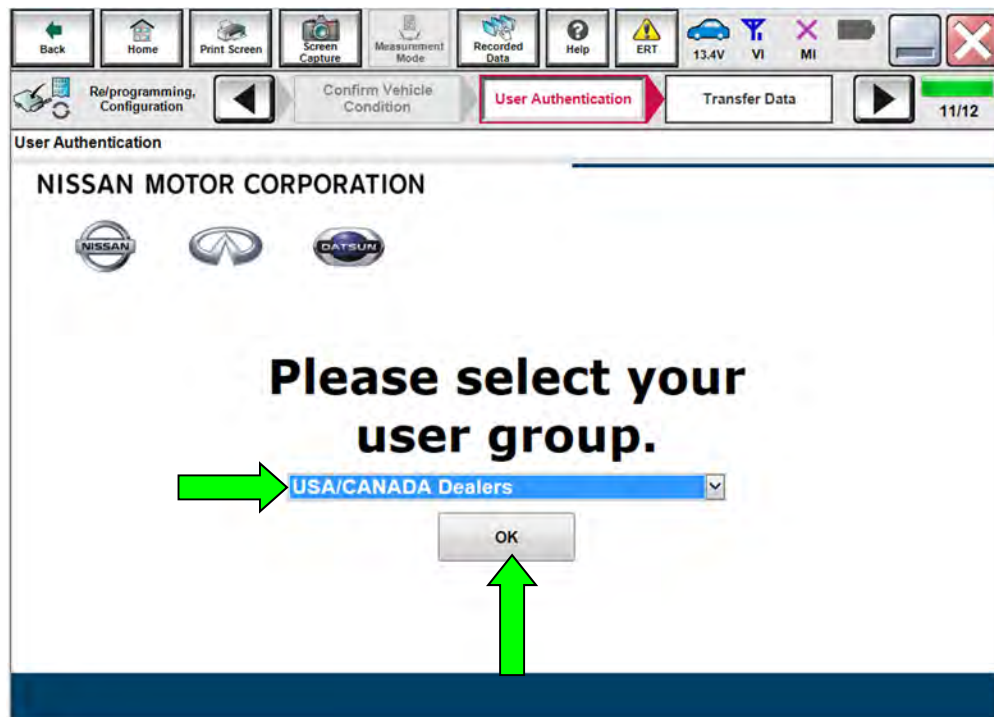 Back
Home
Print Screen
Screen
Capture
Measurement
Mode
Recorded
Data
Help
ERT
13.4V
VI
MI
Re/programming,
Configuration
Confirm Vehicle
Condition
User Authentication
Transfer Data
11/12
User Authentication
NISSAN MOTOR CORPORATION
NISSAN
DATSUN
Please select your
user group.
USA/CANADA Dealers
OK